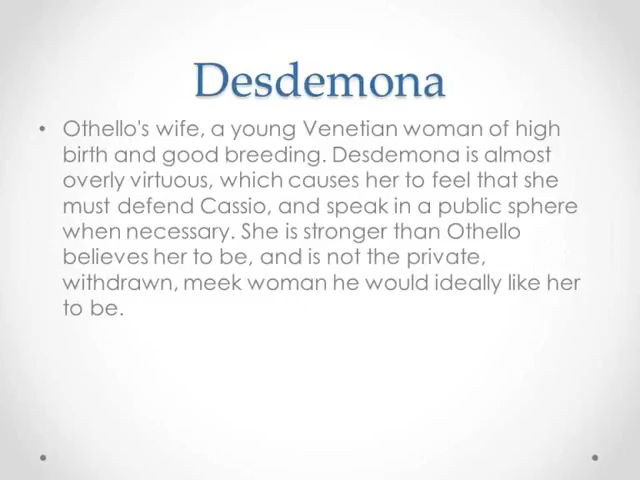 Desdemona
• Othello's wife, a young Venetian woman of high
birth and good breeding. Desdemona is almost
overly virtuous, which causes her to feel that she
must defend Cassio, and speak in a public sphere
when necessary. She is stronger than Othello
believes her to be, and is not the private,
withdrawn, meek woman he would ideally like her
to be.